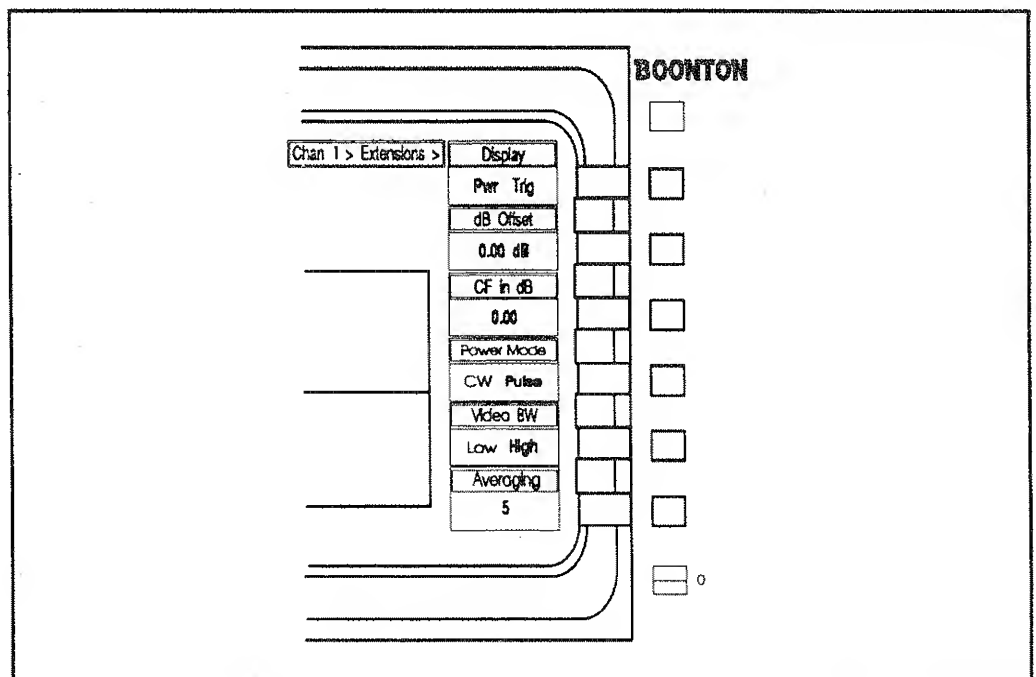 BOONTON
Chan 1 > Extensions >
Display
Pwr Trig
dB Offset
0.00 dB
CF in dB
0.00
Power Mode
CW Pulse
Video BW
Low High
Averaging
5
0